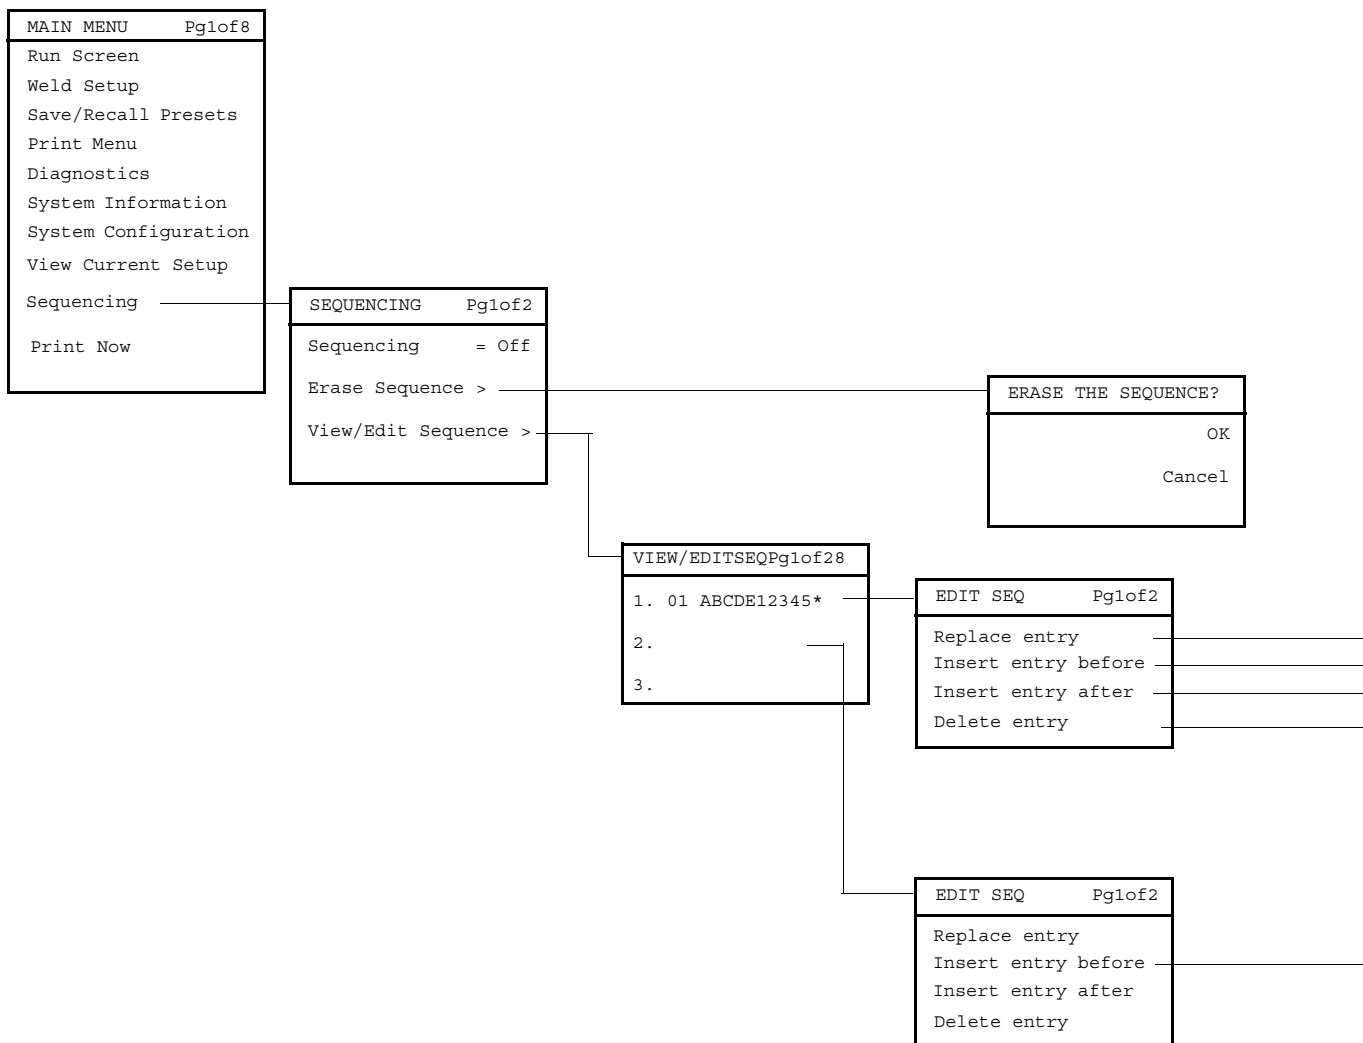 MAIN MENU Pg1of8
Run Screen
Weld Setup
Save/Recall Presets
Print Menu
Diagnostics
System Information
System Configuration
View Current Setup
Sequencing
Print Now
SEQUENCING Pg1of2
Sequencing = Off
Erase Sequence >
View/Edit Sequence >
ERASE THE SEQUENCE?
OK
Cancel
VIEW/EDITSEQPg1of28
1. 01 ABCDE12345*
2.
3.
EDIT SEQ Pg1of2
Replace entry
Insert entry before
Insert entry after
Delete entry
EDIT SEQ Pg1of2
Replace entry
Insert entry before
Insert entry after
Delete entry